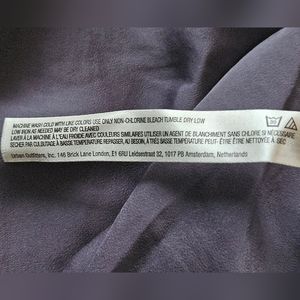 MACHINE WASH COLD WITH LIKE COLORS USE ONLY NON-CHLORINE BLEACH TUMBLE DRY LOW
LOW IRON AS NEEDED MAY BE DRY CLEANED
LAVER A LA MACHINE À L'EAU FROIDE AVEC COULEURS SIMILAIRES UTILISER UN AGENT DE BLANCHIMENT SANS CHLORE SI NÉCESSAIRE
SÉCHER PAR CULBUTAGE À BASSE TEMPERATURE REPASSER, AU BESOIN, À TRÈS BASSE TEMPÉRATURE PEUT-ÊTRE ÊTRE NETTOYÉE À SEC
Urban Outfitters, Inc. 146 Brick Lane London, E1 6RU Leidsestraat 32, 1017 PB Amsterdam, Netherlands